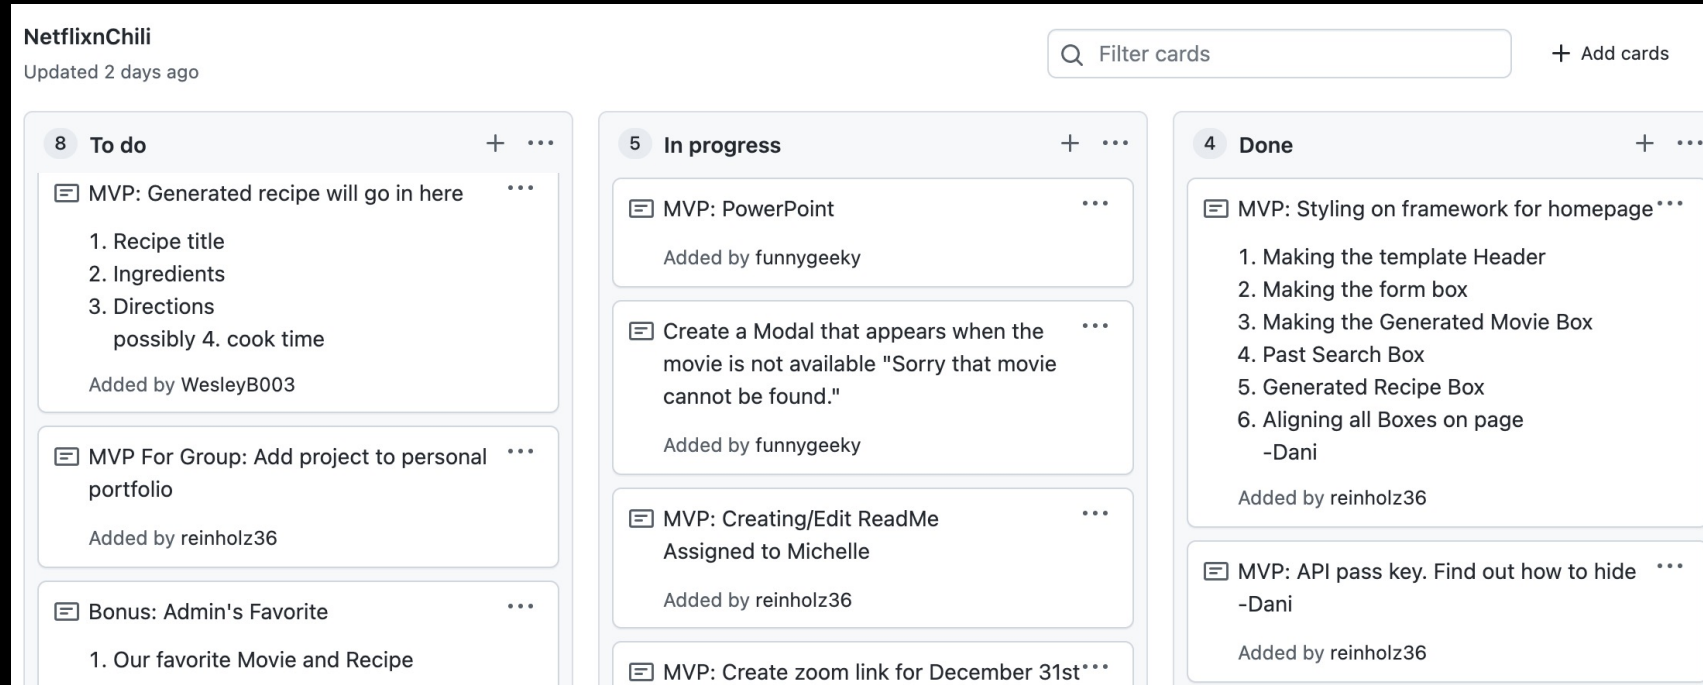 NetflixnChili
Updated 2 days ago
Filter cards
+ Add cards
8 To do
MVP: Generated recipe will go in here
1. Recipe title
2. Ingredients
3. Directions
possibly 4. cook time
Added by WesleyB003
MVP For Group: Add project to personal
portfolio
Added by reinholz36
Bonus: Admin's Favorite
1. Our favorite Movie and Recipe
5 In progress
MVP: PowerPoint
Added by funnygeeky
Create a Modal that appears when the
movie is not available "Sorry that movie
cannot be found."
Added by funnygeeky
MVP: Creating/Edit ReadMe
Assigned to Michelle
Added by reinholz36
MVP: Create zoom link for December 31st
4 Done
MVP: Styling on framework for homepage
1. Making the template Header
2. Making the form box
3. Making the Generated Movie Box
4. Past Search Box
5. Generated Recipe Box
6. Aligning all Boxes on page
-Dani
Added by reinholz36
MVP: API pass key. Find out how to hide
-Dani
Added by reinholz36